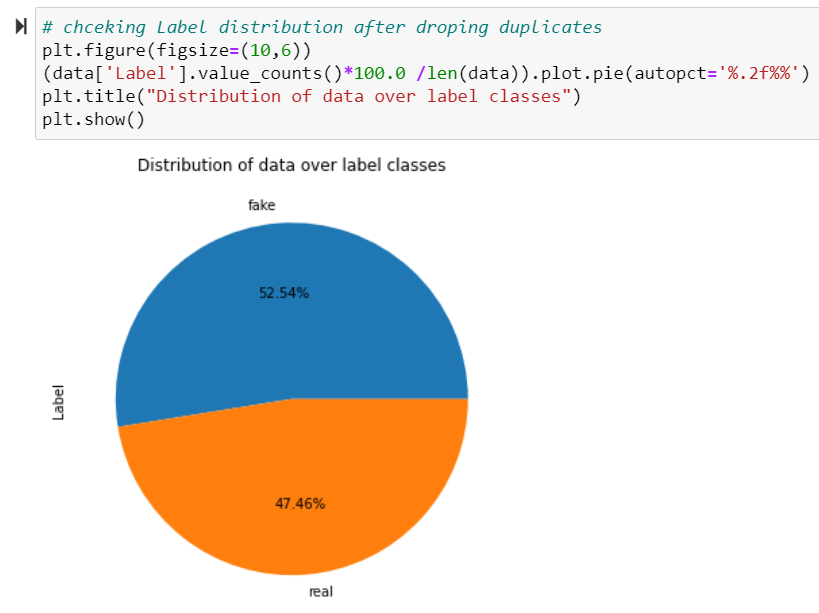 # chceking Label distribution after droping duplicates
plt.figure(figsize=(10,6))
(data['Label'].value_counts()*100.0 /len(data)).plot.pie(autopct='%.2f%%')
plt.title("Distribution of data over label classes")
plt.show()
Distribution of data over label classes
fake
52.54%
Label
47.46%
real